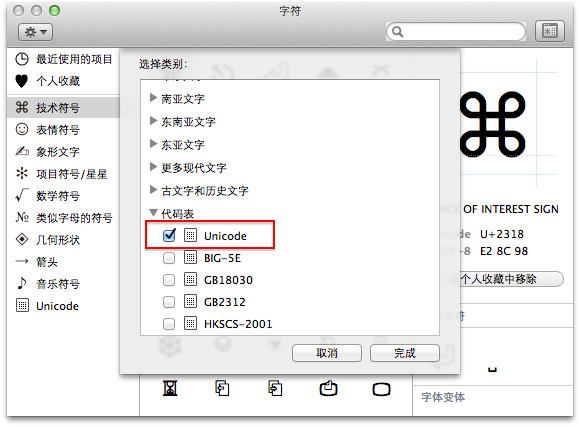 字符
最近使用的项目
个人收藏
技术符号
表情符号
象形文字
项目符号/星星
数学符号
类似字母的符号
几何形状
箭头
音乐符号
Unicode
选择类别:
南亚文字
东南亚文字
东亚文字
更多现代文字
古文字和历史文字
代码表
Unicode
BIG-5E
GB18030
GB2312
HKSCS-2001
取消
完成
OF INTEREST SIGN
U+2318
E2 8C 98
个人收藏中移除
字体变体